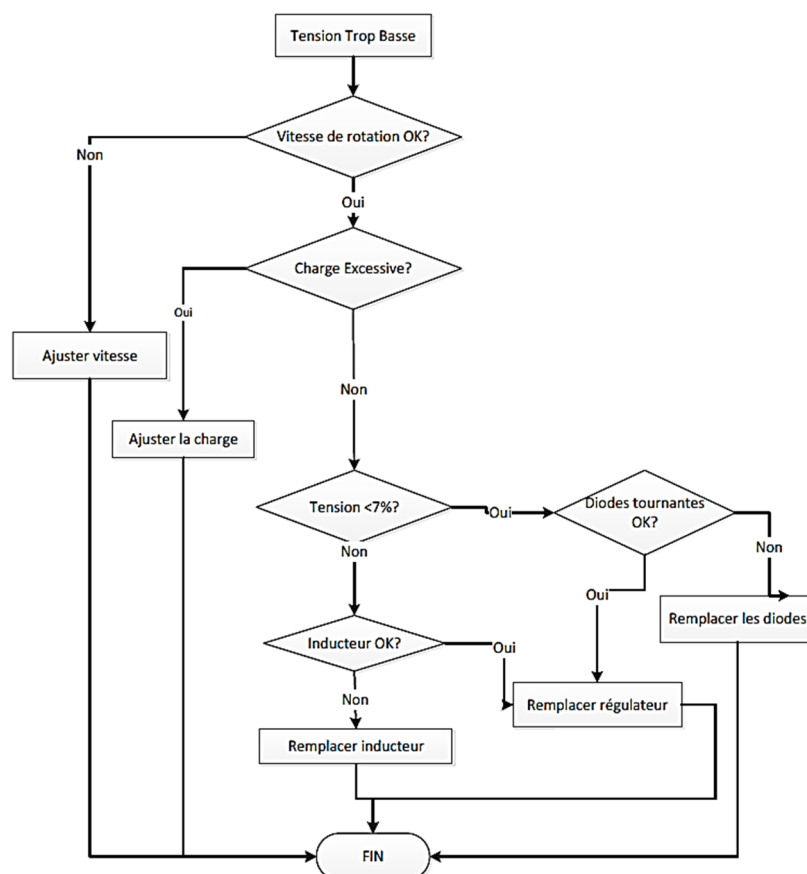 Tension Trop Basse
Vitesse de rotation OK?
Non
Oui
Charge Excessive?
Oui
Ajuster vitesse
Non
Ajuster la charge
Tension <7%?
Oui
Diodes tournantes
OK?
Non
Non
Oui
Remplacer les diodes
Inducteur OK?
Oui
Non
Remplacer régulateur
Remplacer inducteur
FIN